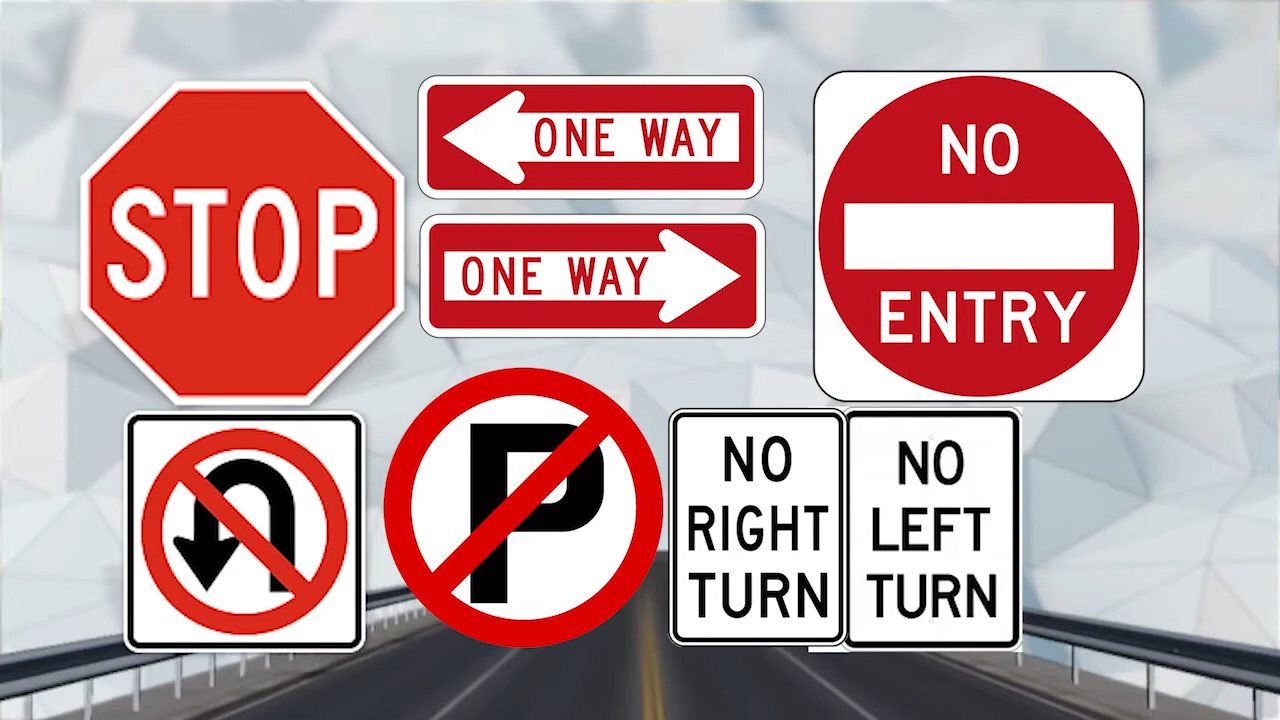 STOP
ONE WAY
ONE WAY
NO
ENTRY
P
NO
RIGHT
TURN
NO
LEFT
TURN